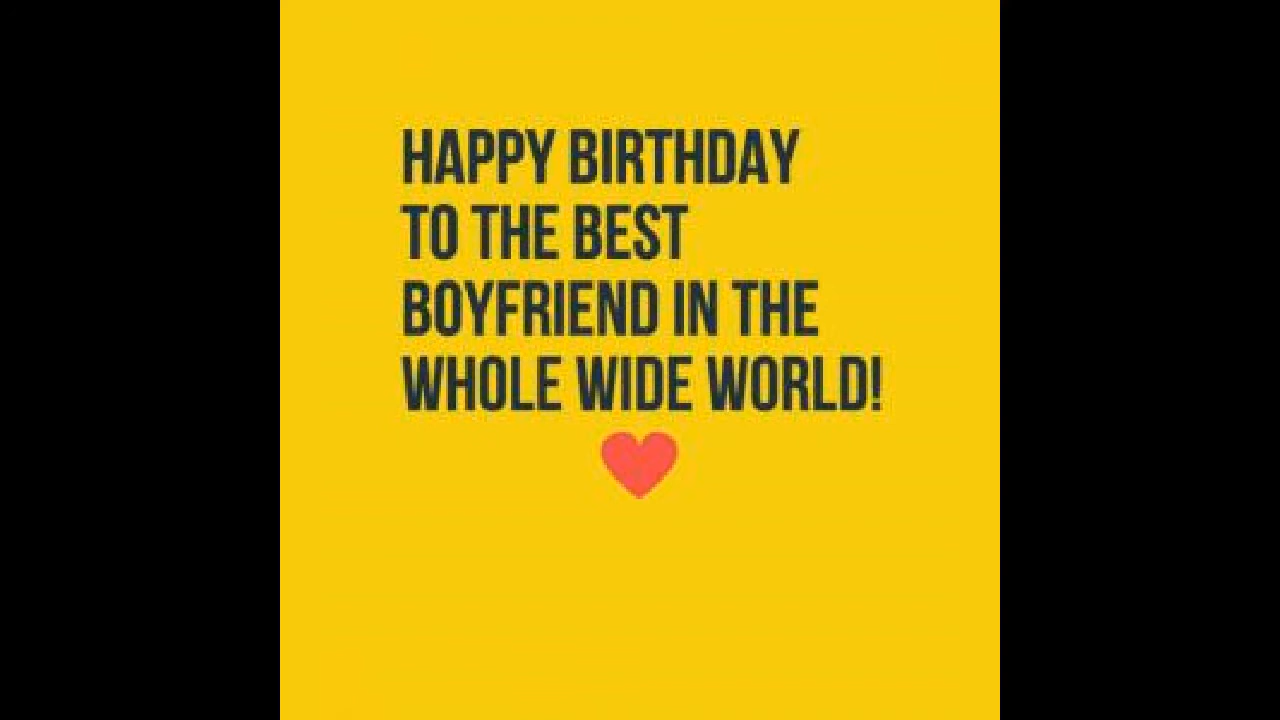 HAPPY BIRTHDAY
TO THE BEST
BOYFRIEND IN THE
WHOLE WIDE WORLD!